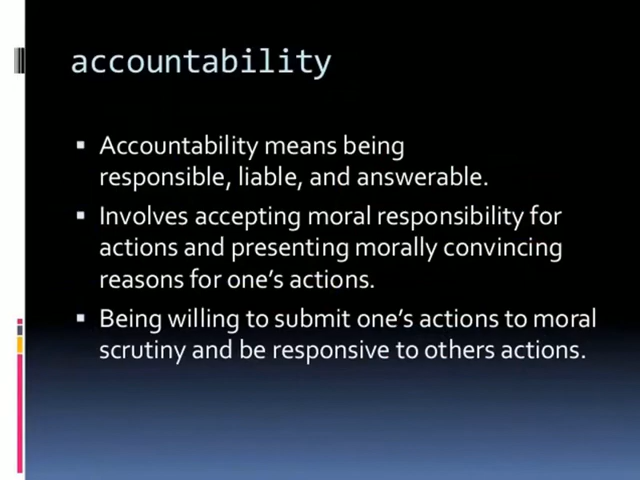 accountability
▪ Accountability means being
responsible, liable, and answerable.
▪ Involves accepting moral responsibility for
actions and presenting morally convincing
reasons for one’s actions.
▪ Being willing to submit one’s actions to moral
scrutiny and be responsive to others actions.